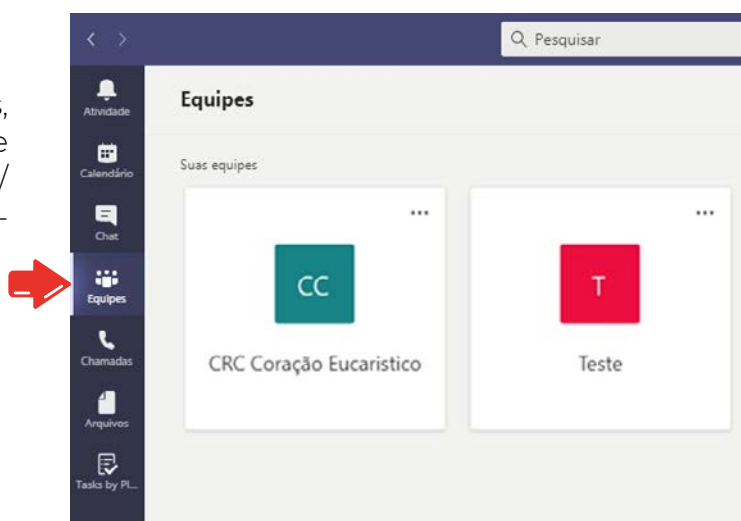 Pesquisar
s,
e
/
-
Atividade
Calendário
Chat
Equipes
Chamadas
Arquivos
Tasks by Pl...
Equipes
Suas equipes
...
...
CC
T
CRC Coração Eucaristico
Teste